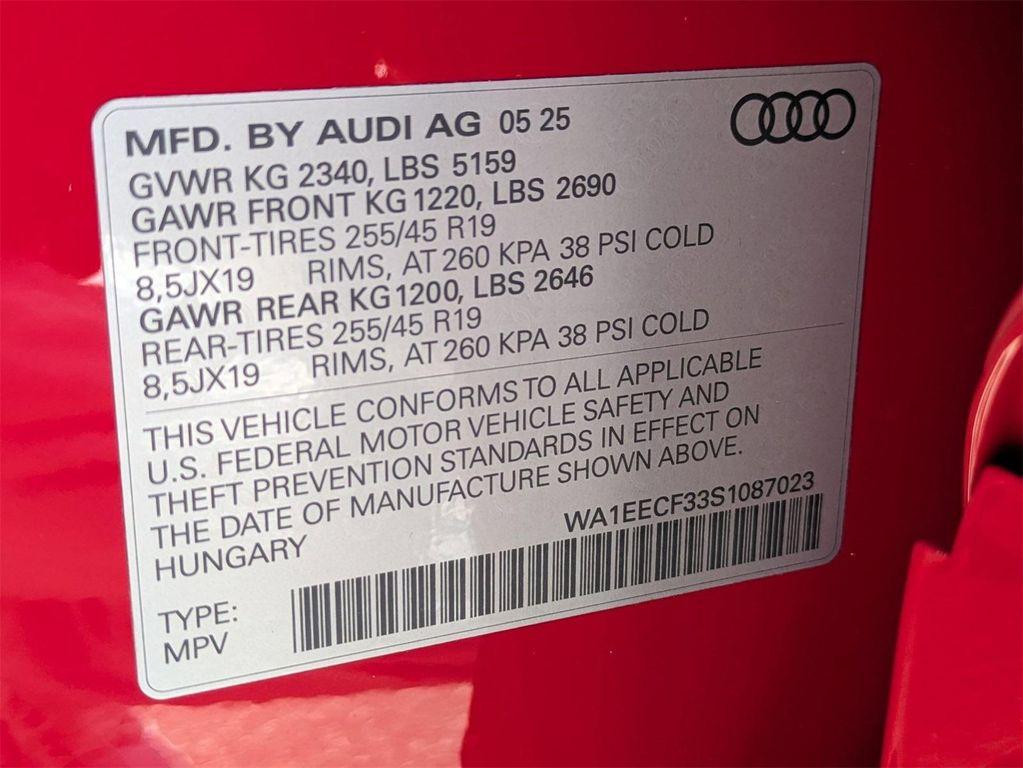 MFD. BY AUDI AG 05 25
GVWR KG 2340, LBS 5159
GAWR FRONT KG 1220, LBS 2690
FRONT-TIRES 255/45 R19
8,5JX19 RIMS, AT 260 KPA 38 PSI COLD
GAWR REAR KG 1200, LBS 2646
REAR-TIRES 255/45 R19
8,5JX19 RIMS, AT 260 KPA 38 PSI COLD
THIS VEHICLE CONFORMS TO ALL APPLICABLE
U.S. FEDERAL MOTOR VEHICLE SAFETY AND
THEFT PREVENTION STANDARDS IN EFFECT ON
THE DATE OF MANUFACTURE SHOWN ABOVE.
HUNGARY
WA1EECF33S1087023
TYPE:
MPV